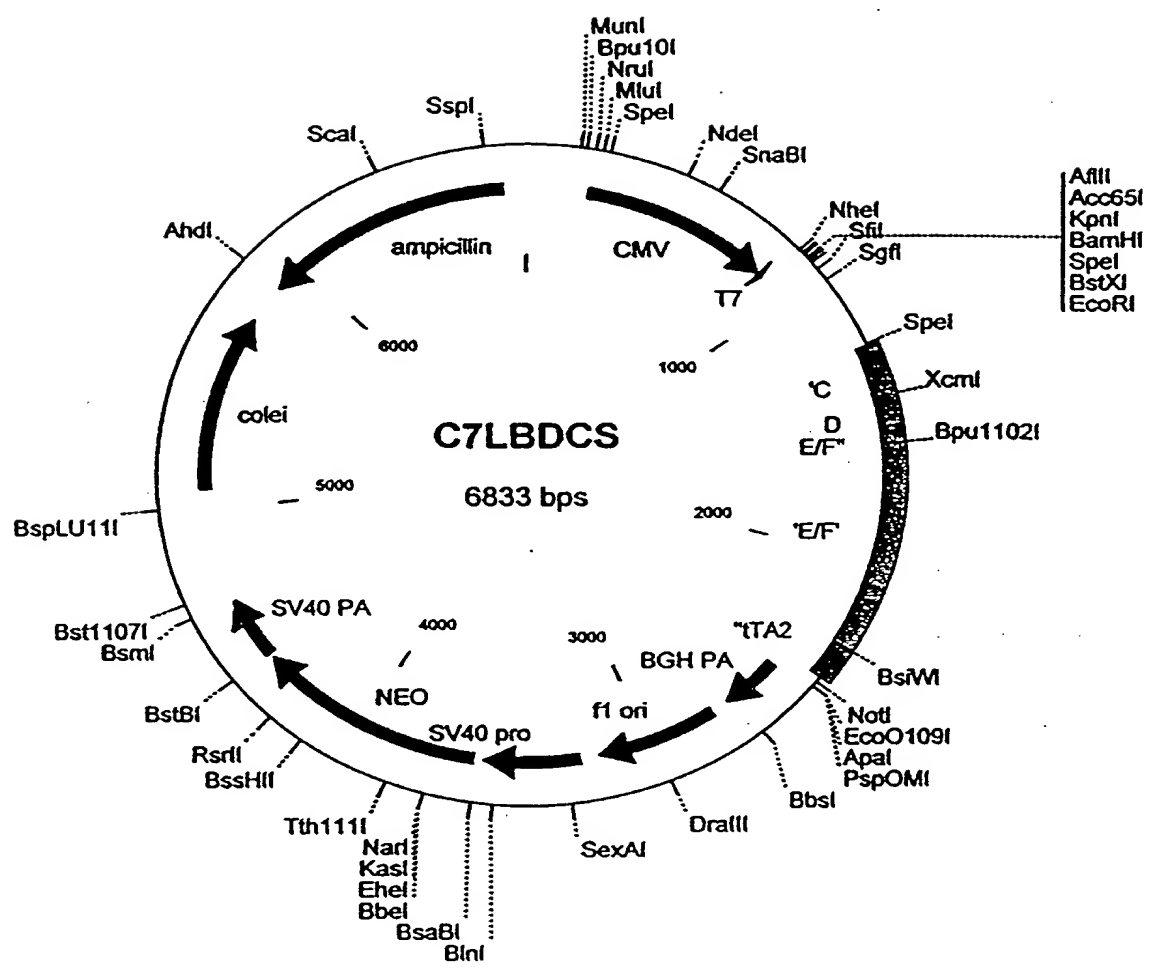 MunI
Bpu10I
NruI
MluI
SpeI
NdeI
SnaBI
NheI
SfiI
SgfI
AflII
Acc65I
KpnI
BamHI
SpeI
BstXI
EcoRI
SpeI
XcmI
Bpu1102I
BsiWI
NotI
EcoO109I
ApaI
PspOMI
BbsI
DraIII
SexAI
BlnI
BsaBI
BbeI
EheI
KasI
NarI
Tth111I
BssHII
RsrII
BstBI
BsmI
Bst1107I
BspLU11I
AhdI
ScaI
SspI
ampicillin
CMV
T7
colei
C7LBDCS
6833 bps
1000
2000
3000
4000
5000
6000
'C
D
E/F"
'E/F'
"tTA2
BGH PA
f1 ori
SV40 pro
NEO
SV40 PA